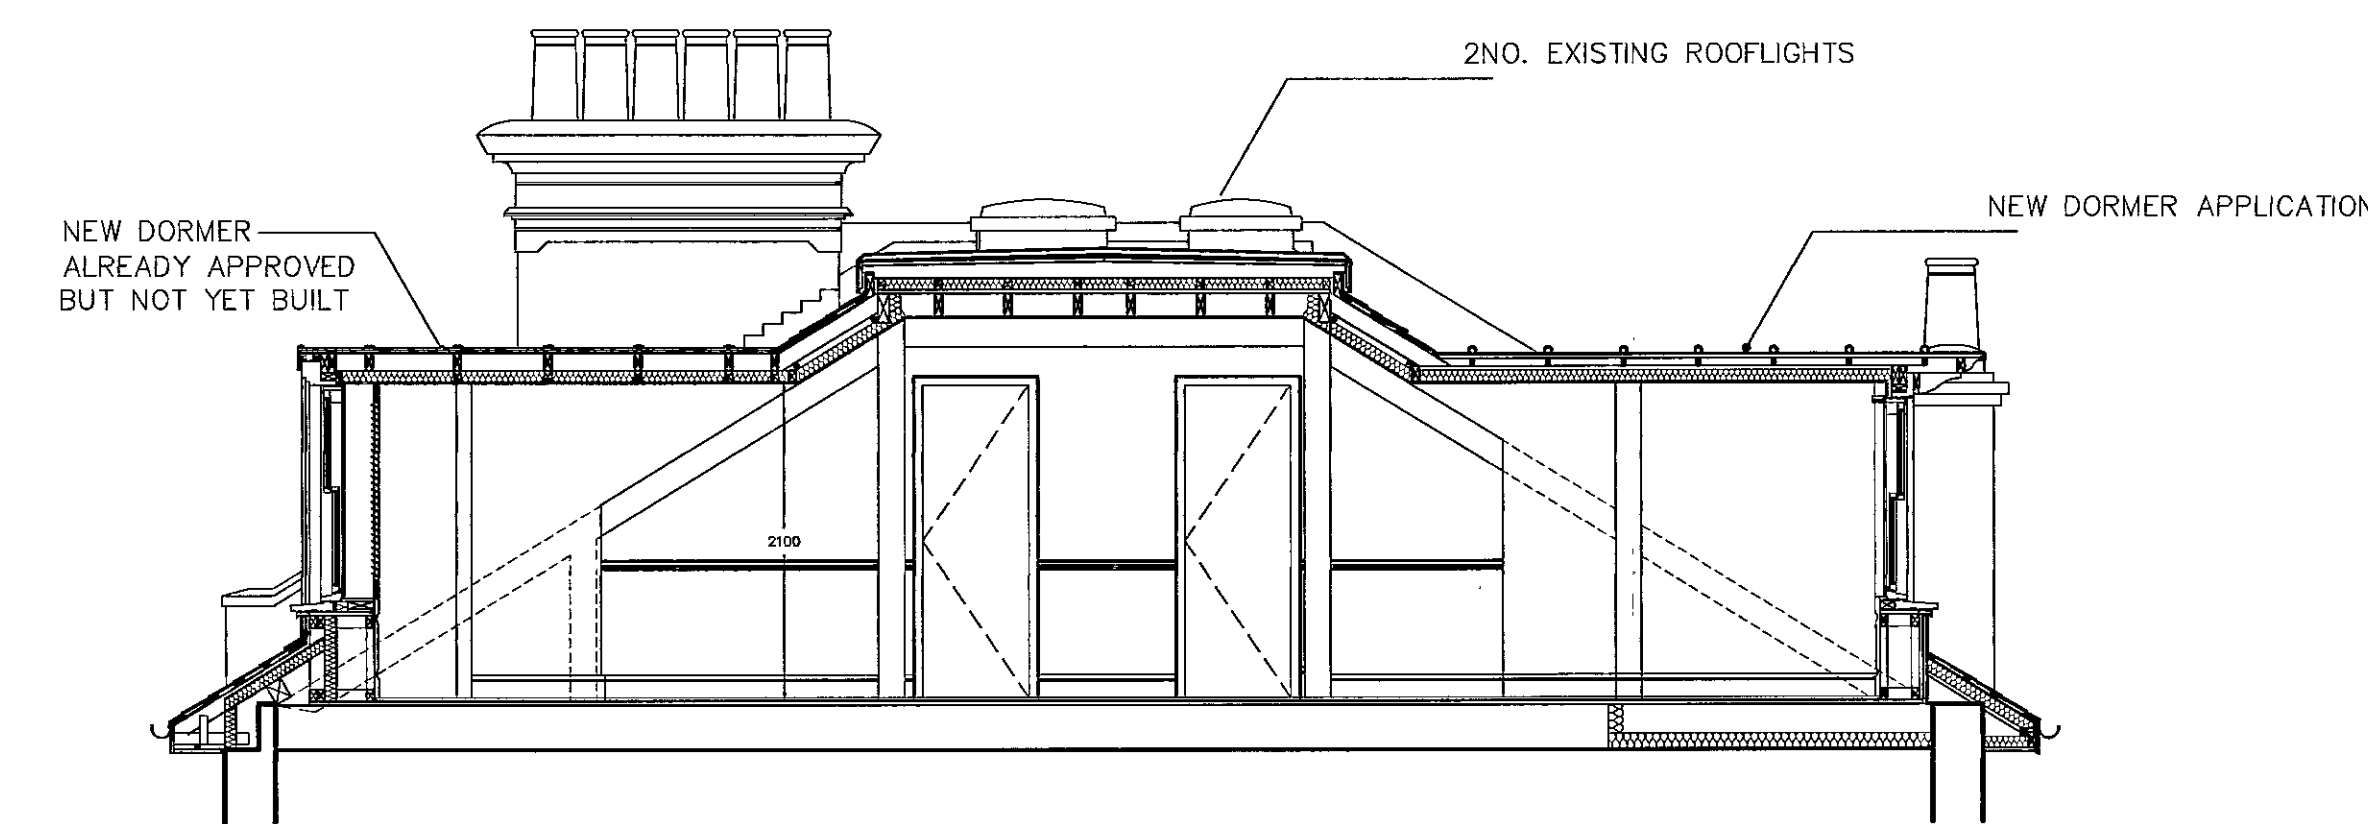 2NO. EXISTING ROOFLIGHTS
NEW DORMER APPLICATION
NEW DORMER
ALREADY APPROVED
BUT NOT YET BUILT
2100